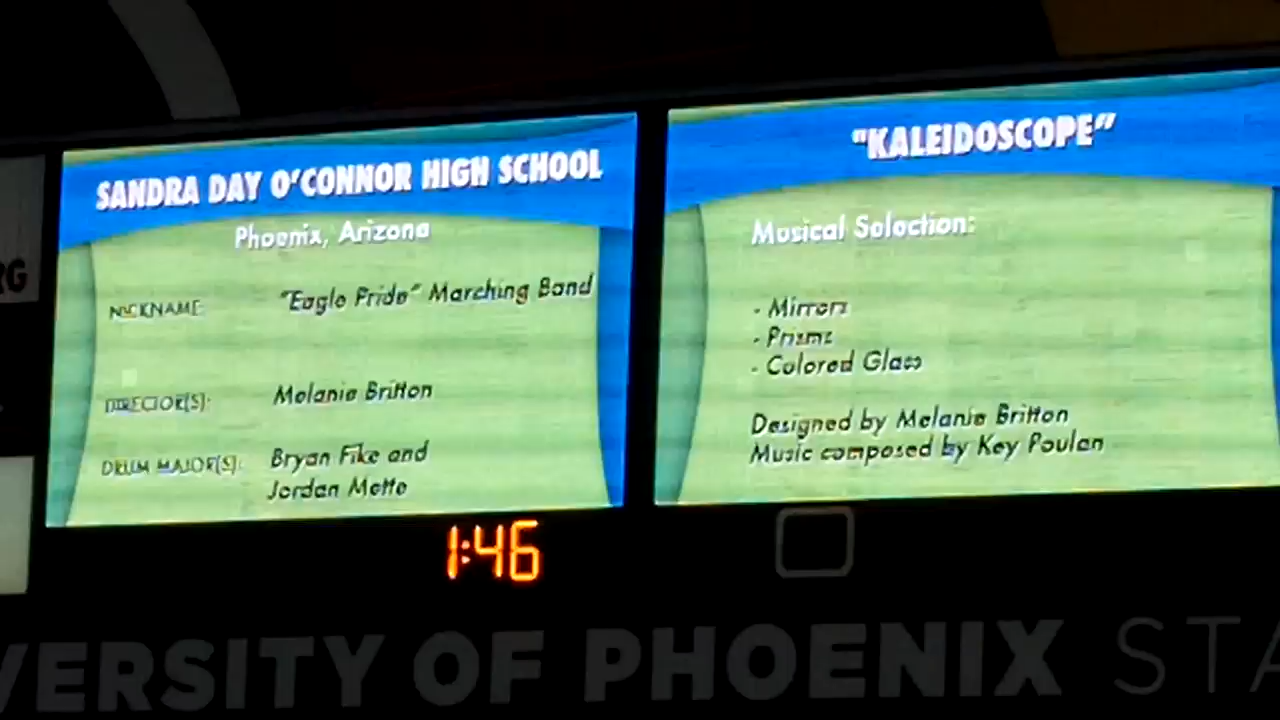 SANDRA DAY O'CONNOR HIGH SCHOOL
Phoenix, Arizona
NICKNAME: "Eagle Pride" Marching Band
DIRECTOR(S): Melanie Britton
DRUM MAJOR(S): Bryan Fike and
Jordan Motte
"KALEIDOSCOPE"
Musical Selection:
- Mirrors
- Prisms
- Colored Glass
Designed by Melanie Britton
Music composed by Key Poulan
1:46
VERSITY OF PHOENIX STA
RG